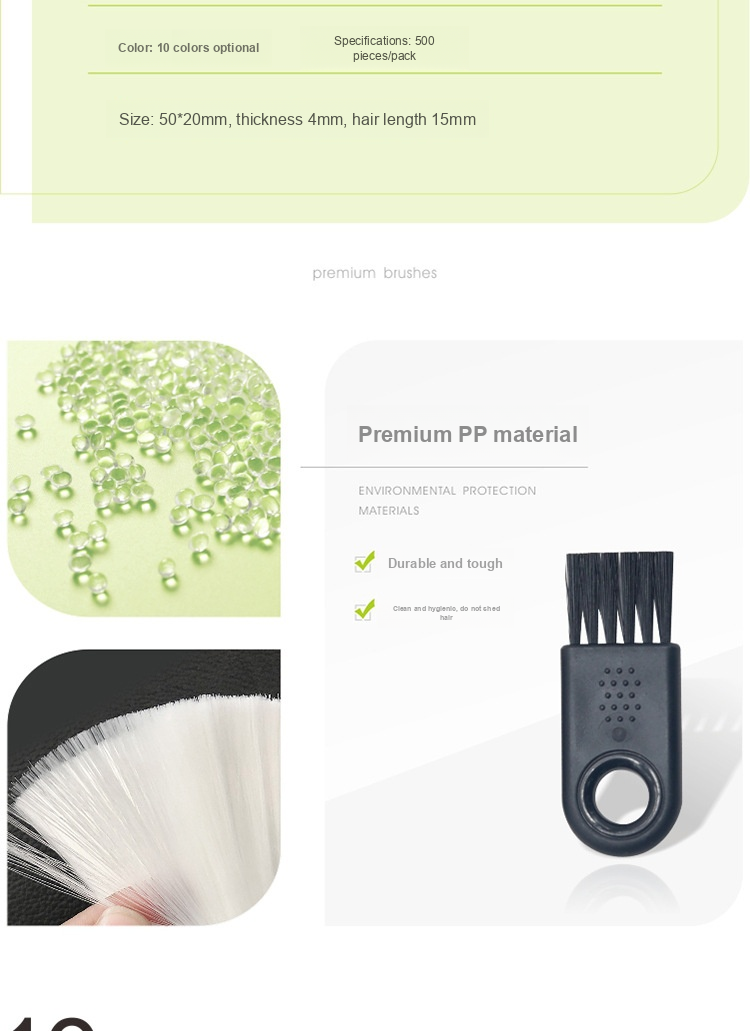 Color: 10 colors optional
Specifications: 500
pieces/pack
Size: 50*20mm, thickness 4mm, hair length 15mm
premium brushes
Premium PP material
ENVIRONMENTAL PROTECTION
MATERIALS
Durable and tough
Clean and hygienic, do not shed
hair